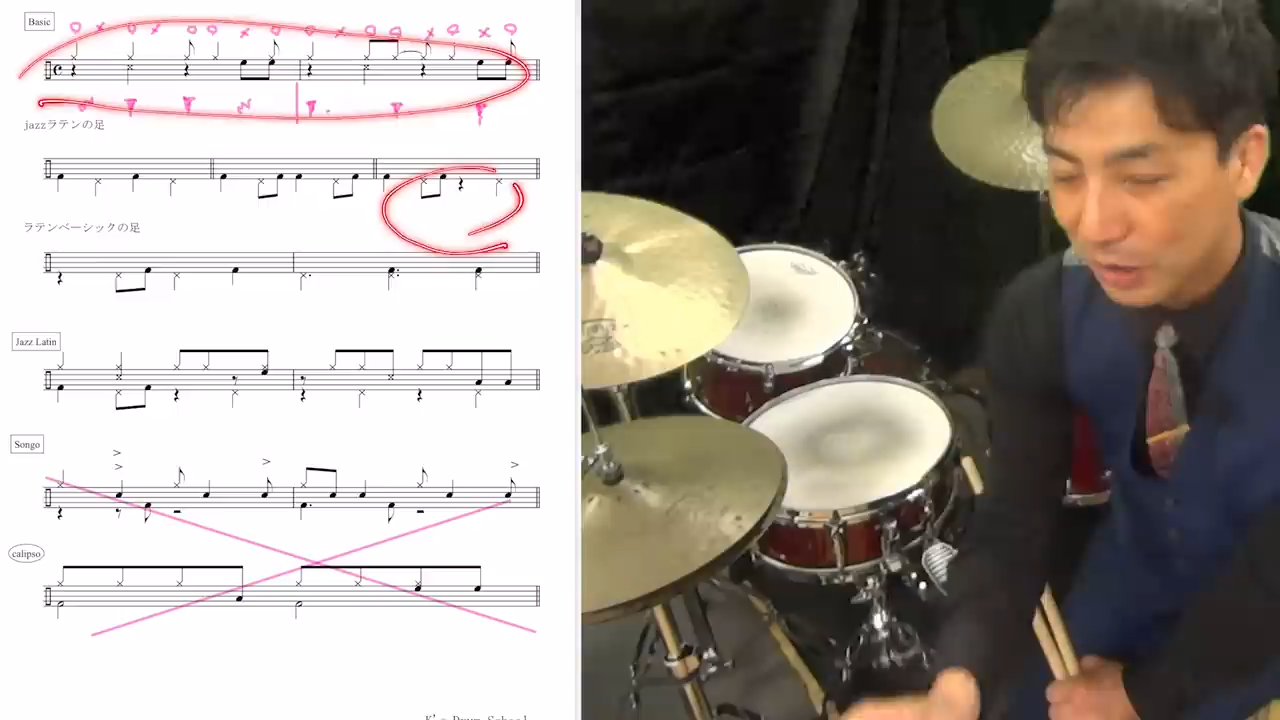 Basic
jazzラテンの足
ラテンベーシックの足
Jazz Latin
Songo
calipso
K's Drum School